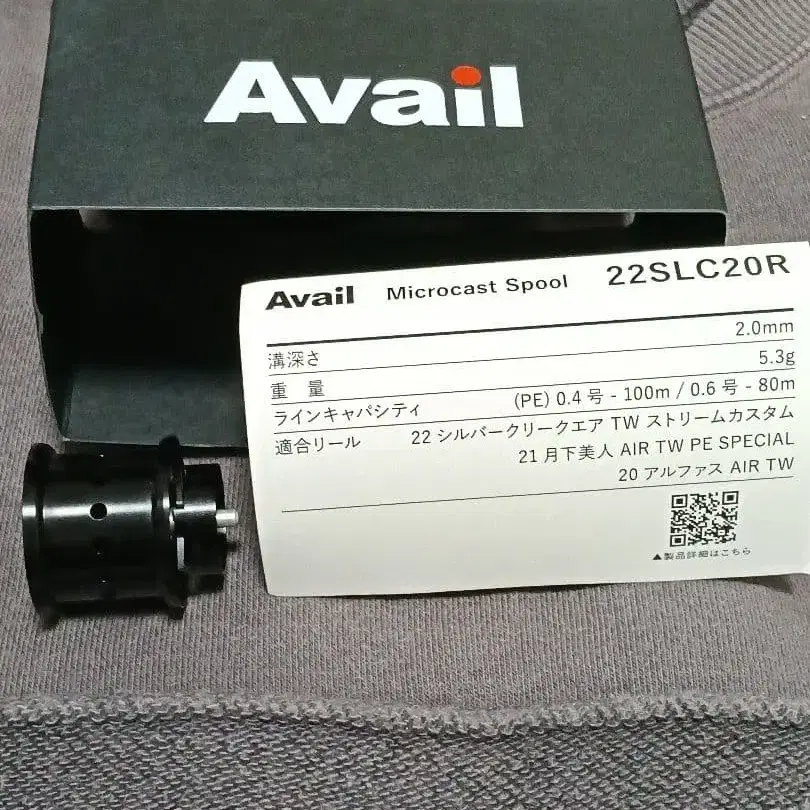 Avail
Avail Microcast Spool 22SLC20R
溝深さ 2.0mm
重 量 5.3g
ラインキャパシティ (PE) 0.4号 - 100m / 0.6号 - 80m
適合リール 22 シルバークリークエア TW ストリームカスタム
21 月下美人 AIR TW PE SPECIAL
20 アルファス AIR TW
▲製品詳細はこちら